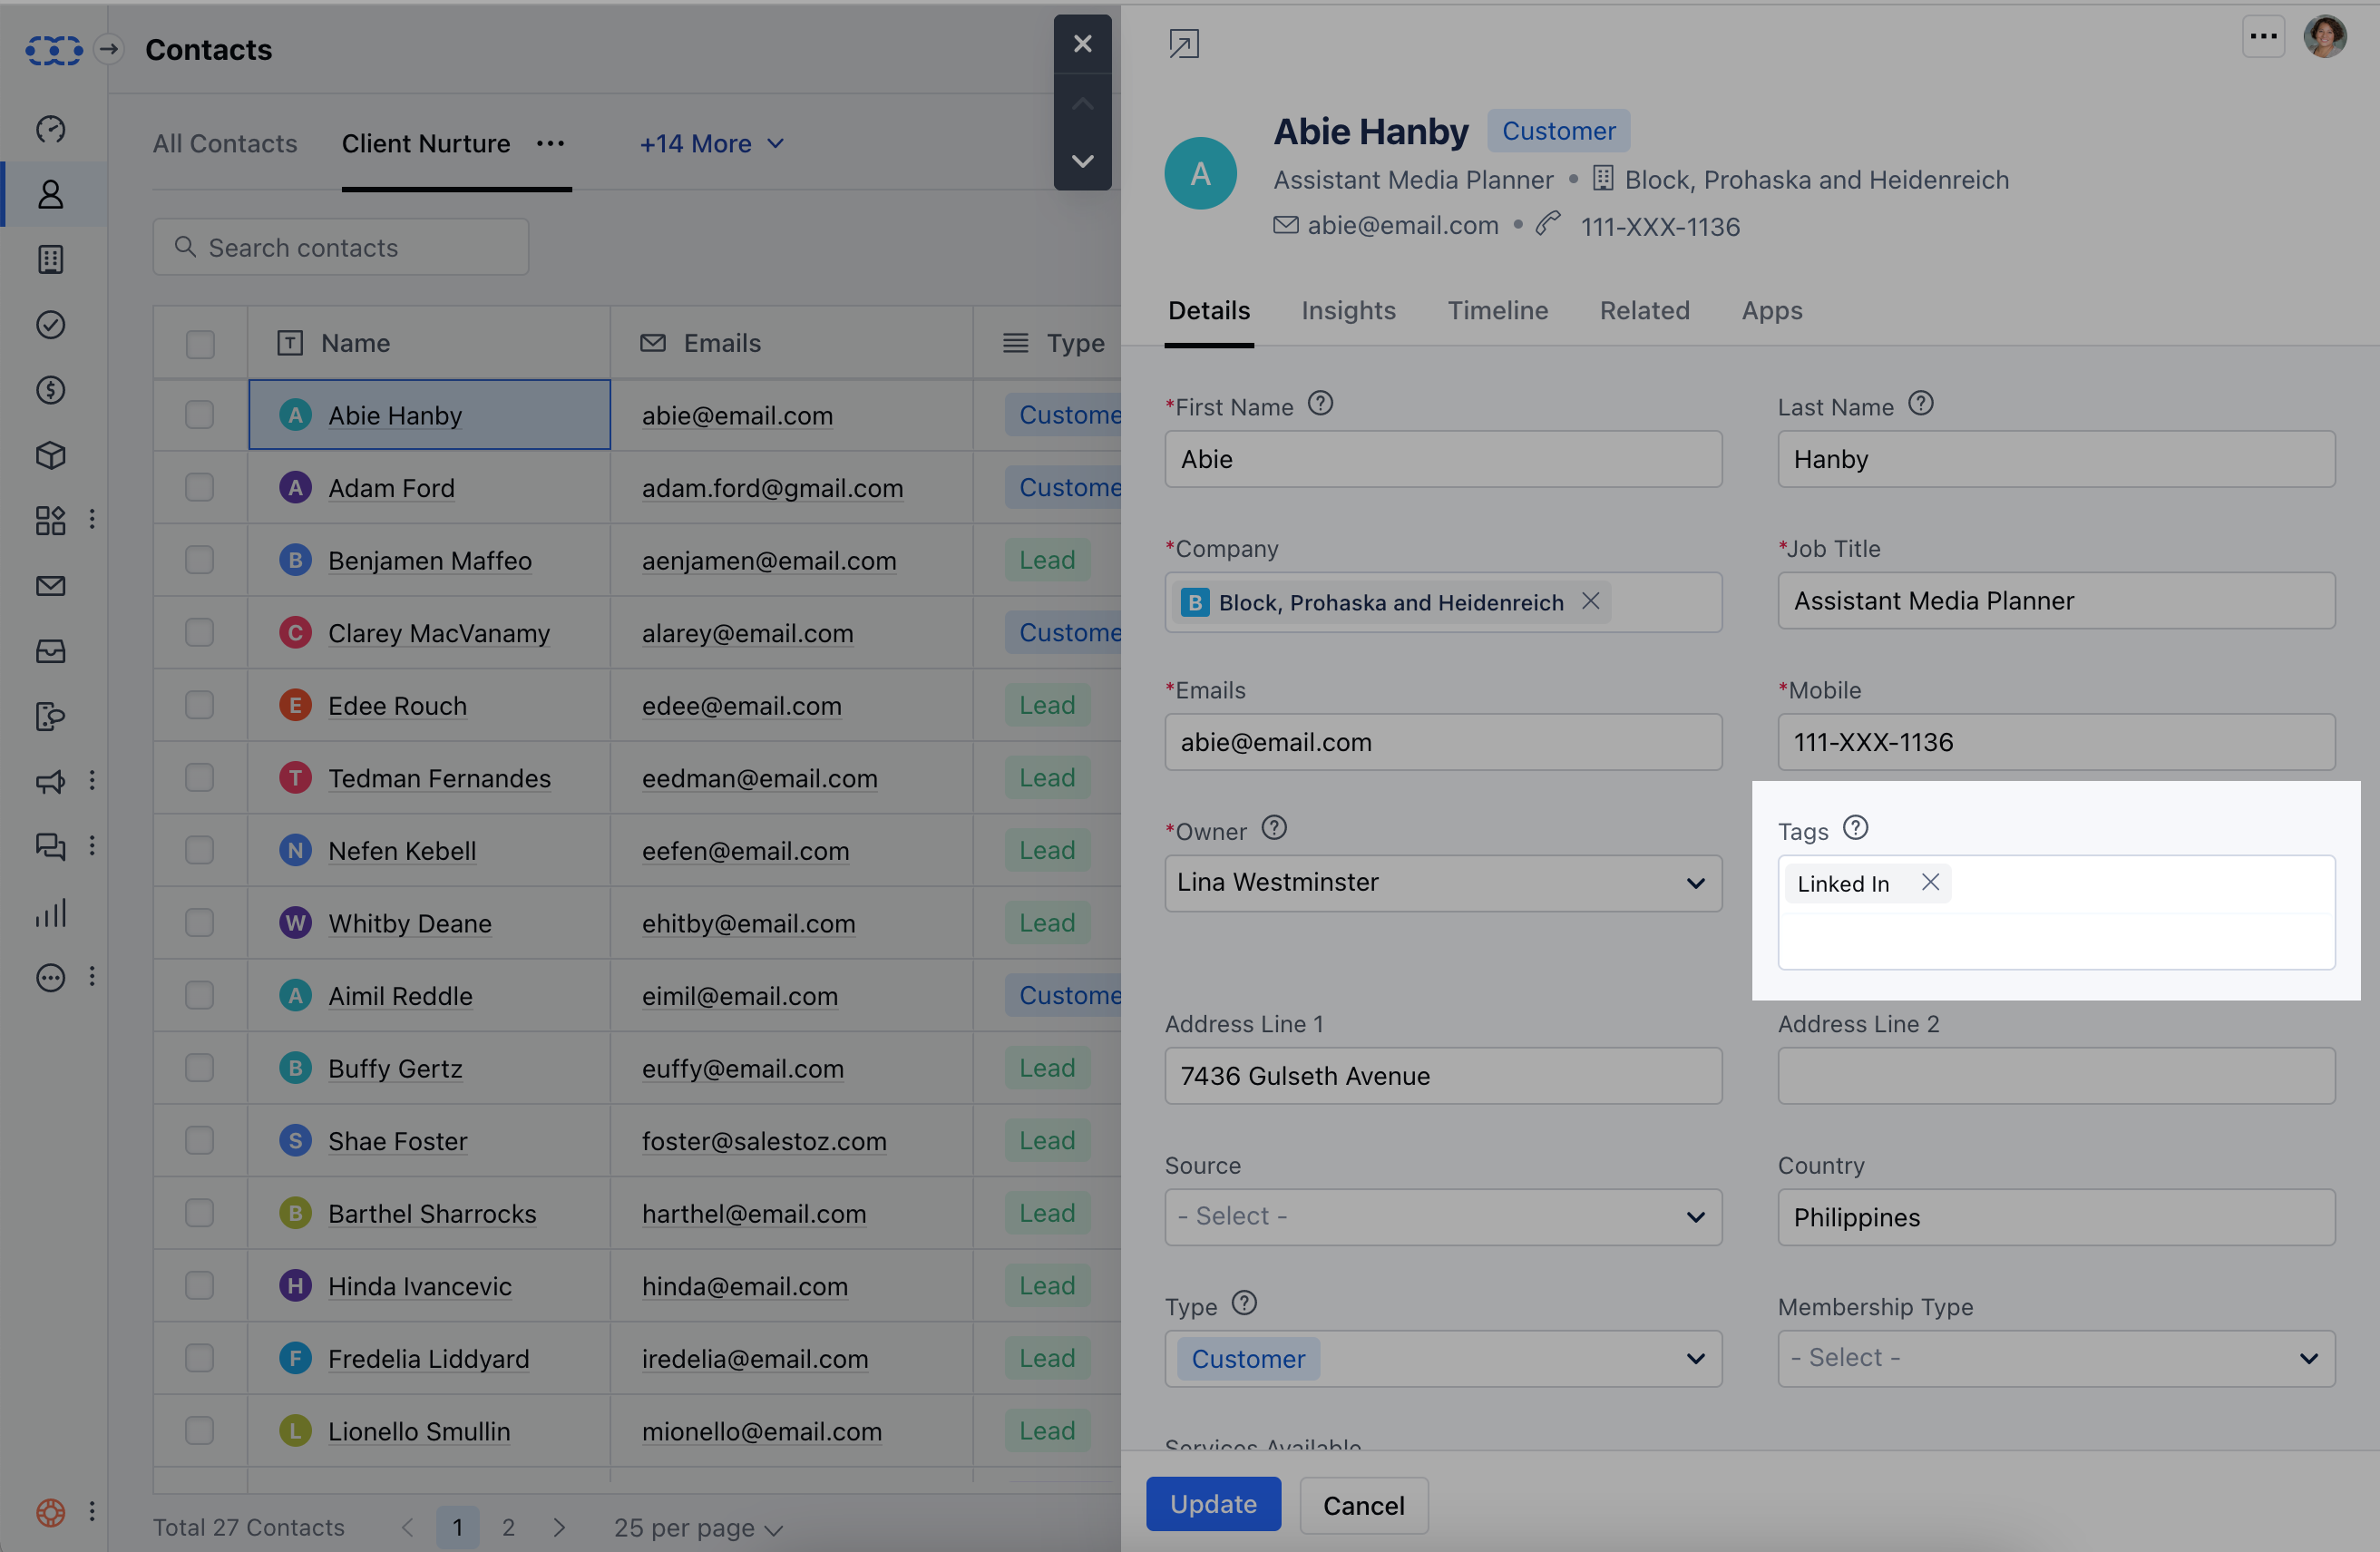 Contacts
All Contacts
Client Nurture
+14 More
Search contacts
T Name
Emails
Type
A Abie Hanby
abie@email.com
Custome
A Adam Ford
adam.ford@gmail.com
Custome
B Benjamen Maffeo
aenjamen@email.com
Lead
C Clarey MacVanamy
alarey@email.com
Custome
E Edee Rouch
edee@email.com
Lead
T Tedman Fernandes
eedman@email.com
Lead
N Nefen Kebell
eefen@email.com
Lead
W Whitby Deane
ehitby@email.com
Lead
A Aimil Reddle
eimil@email.com
Custome
B Buffy Gertz
euffy@email.com
Lead
S Shae Foster
foster@salestoz.com
Lead
B Barthel Sharrocks
harthel@email.com
Lead
H Hinda Ivancevic
hinda@email.com
Lead
F Fredelia Liddyard
iredelia@email.com
Lead
L Lionello Smullin
mionello@email.com
Lead
Total 27 Contacts
1
2
25 per page
A
Abie Hanby
Customer
Assistant Media Planner • Block, Prohaska and Heidenreich
abie@email.com • 111-XXX-1136
Details
Insights
Timeline
Related
Apps
*First Name ?
Abie
Last Name ?
Hanby
*Company
B Block, Prohaska and Heidenreich
*Job Title
Assistant Media Planner
*Emails
abie@email.com
*Mobile
111-XXX-1136
*Owner ?
Lina Westminster
Tags ?
Linked In
Address Line 1
7436 Gulseth Avenue
Address Line 2
Source
- Select -
Country
Philippines
Type ?
Customer
Membership Type
- Select -
Services Available
Update
Cancel